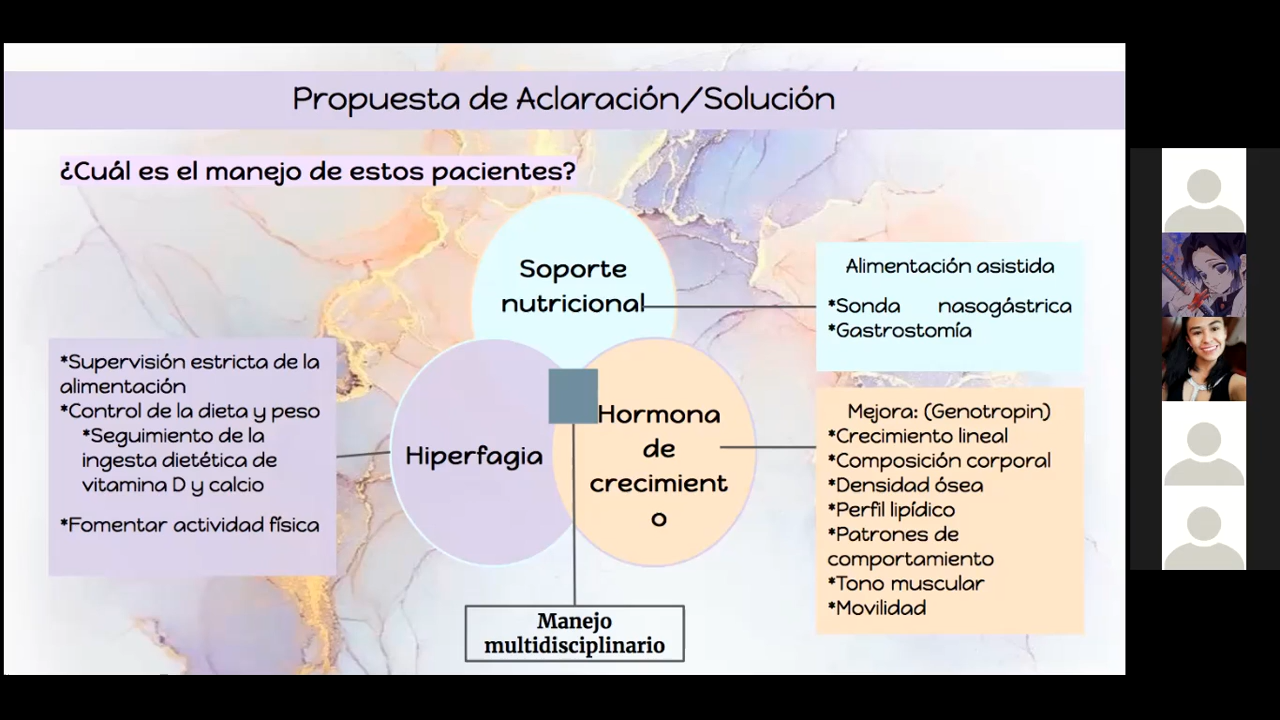 Propuesta de Aclaración/Solución
¿Cuál es el manejo de estos pacientes?
Soporte
nutricional
Alimentación asistida
*Sonda nasogástrica
*Gastrostomía
*Supervisión estricta de la
alimentación
*Control de la dieta y peso
*Seguimiento de la
ingesta dietética de
vitamina D y calcio
*Fomentar actividad física
Hiperfagia
Hormona
de
crecimient
o
Mejora: (Genotropin)
*Crecimiento lineal
*Composición corporal
*Densidad ósea
*Perfil lipídico
*Patrones de
comportamiento
*Tono muscular
*Movilidad
Manejo
multidisciplinario